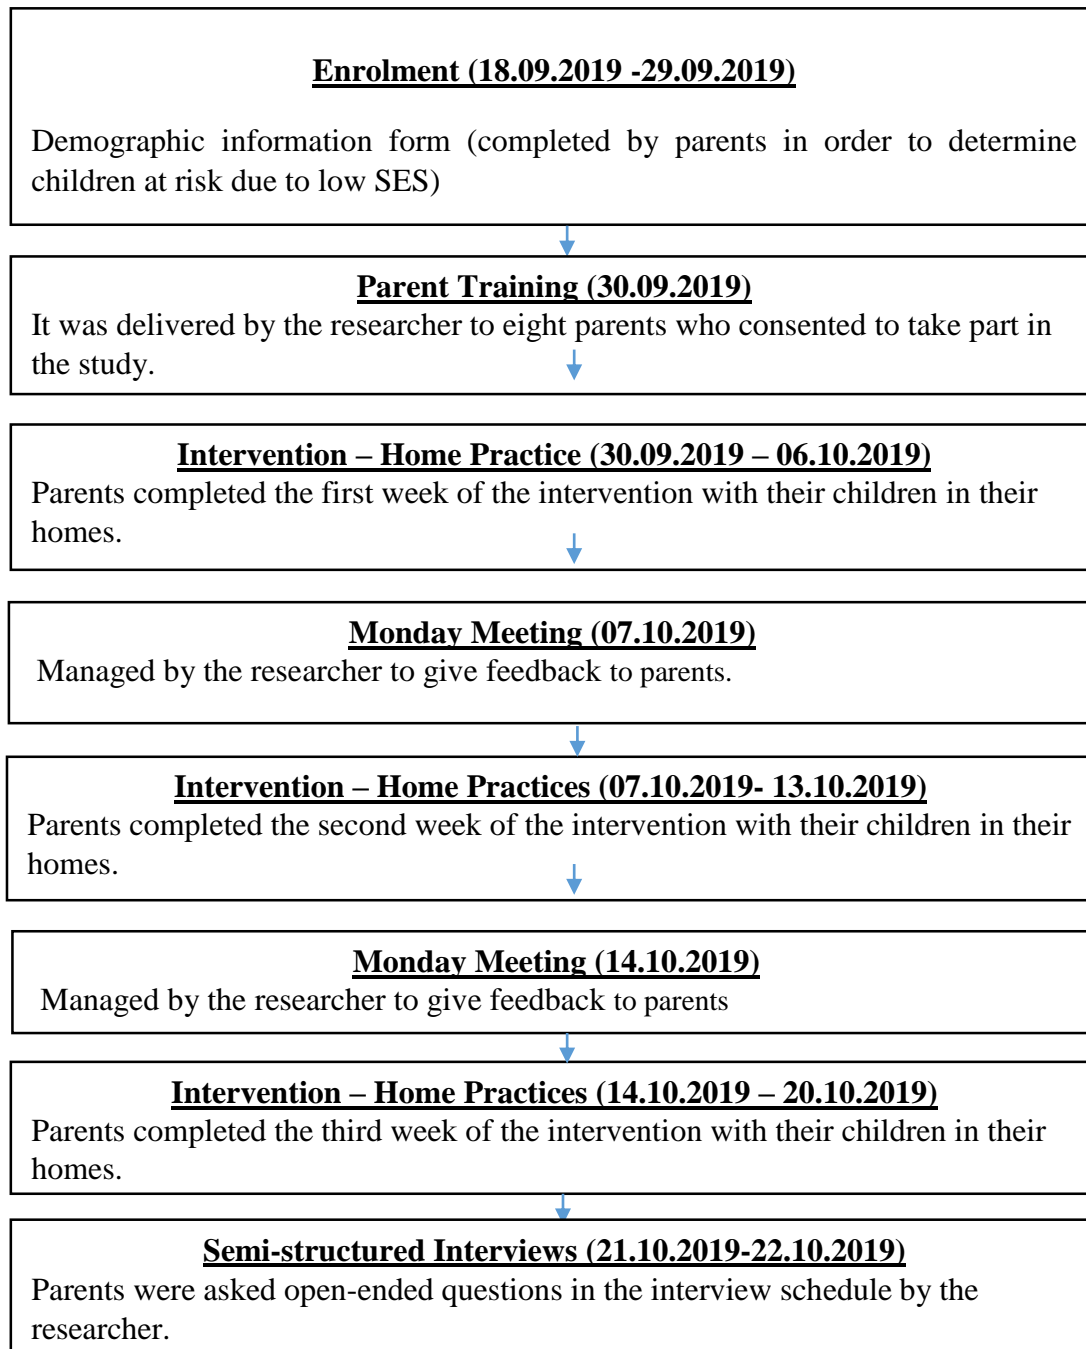 Enrolment (18.09.2019 -29.09.2019)
Demographic information form (completed by parents in order to determine
children at risk due to low SES)
Parent Training (30.09.2019)
It was delivered by the researcher to eight parents who consented to take part in
the study.
Intervention – Home Practice (30.09.2019 – 06.10.2019)
Parents completed the first week of the intervention with their children in their
homes.
Monday Meeting (07.10.2019)
Managed by the researcher to give feedback to parents.
Intervention – Home Practices (07.10.2019- 13.10.2019)
Parents completed the second week of the intervention with their children in their
homes.
Monday Meeting (14.10.2019)
Managed by the researcher to give feedback to parents
Intervention – Home Practices (14.10.2019 – 20.10.2019)
Parents completed the third week of the intervention with their children in their
homes.
Semi-structured Interviews (21.10.2019-22.10.2019)
Parents were asked open-ended questions in the interview schedule by the
researcher.